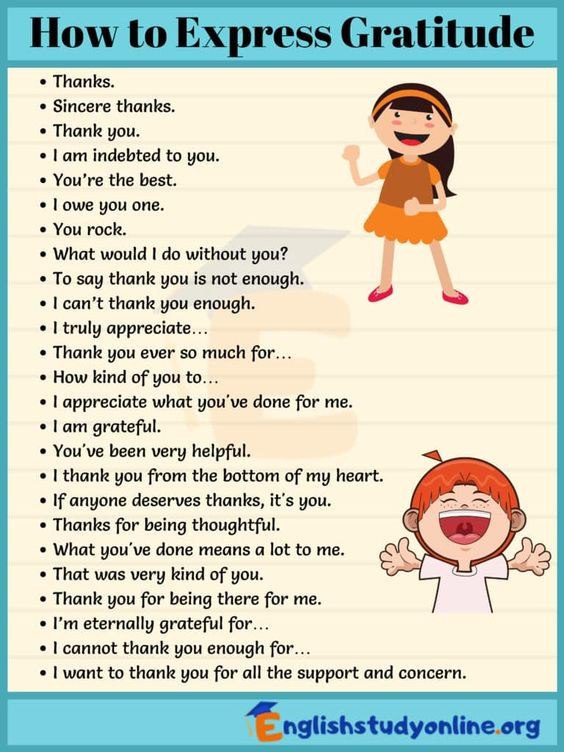 How to Express Gratitude
• Thanks.
• Sincere thanks.
• Thank you.
• I am indebted to you.
• You're the best.
• I owe you one.
• You rock.
• What would I do without you?
• To say thank you is not enough.
• I can't thank you enough.
• I truly appreciate...
• Thank you ever so much for...
• How kind of you to...
• I appreciate what you've done for me.
• I am grateful.
• You've been very helpful.
• I thank you from the bottom of my heart.
• If anyone deserves thanks, it's you.
• Thanks for being thoughtful.
• What you've done means a lot to me.
• That was very kind of you.
• Thank you for being there for me.
• I'm eternally grateful for...
• I cannot thank you enough for...
• I want to thank you for all the support and concern.
Englishstudyonline.org